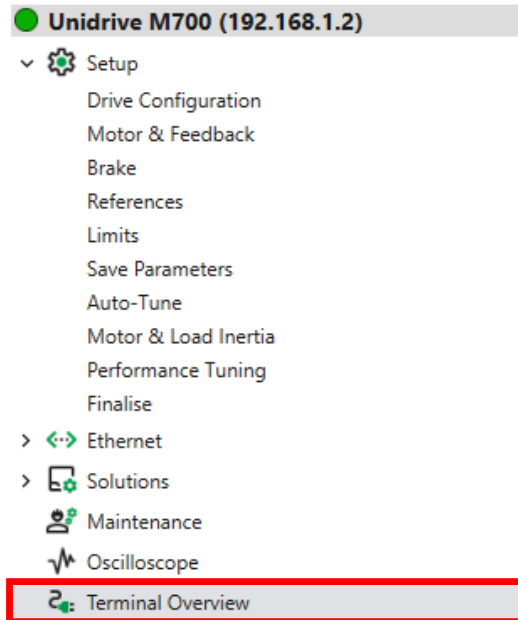 Unidrive M700 (192.168.1.2)
Setup
Drive Configuration
Motor & Feedback
Brake
References
Limits
Save Parameters
Auto-Tune
Motor & Load Inertia
Performance Tuning
Finalise
Ethernet
Solutions
Maintenance
Oscilloscope
Terminal Overview